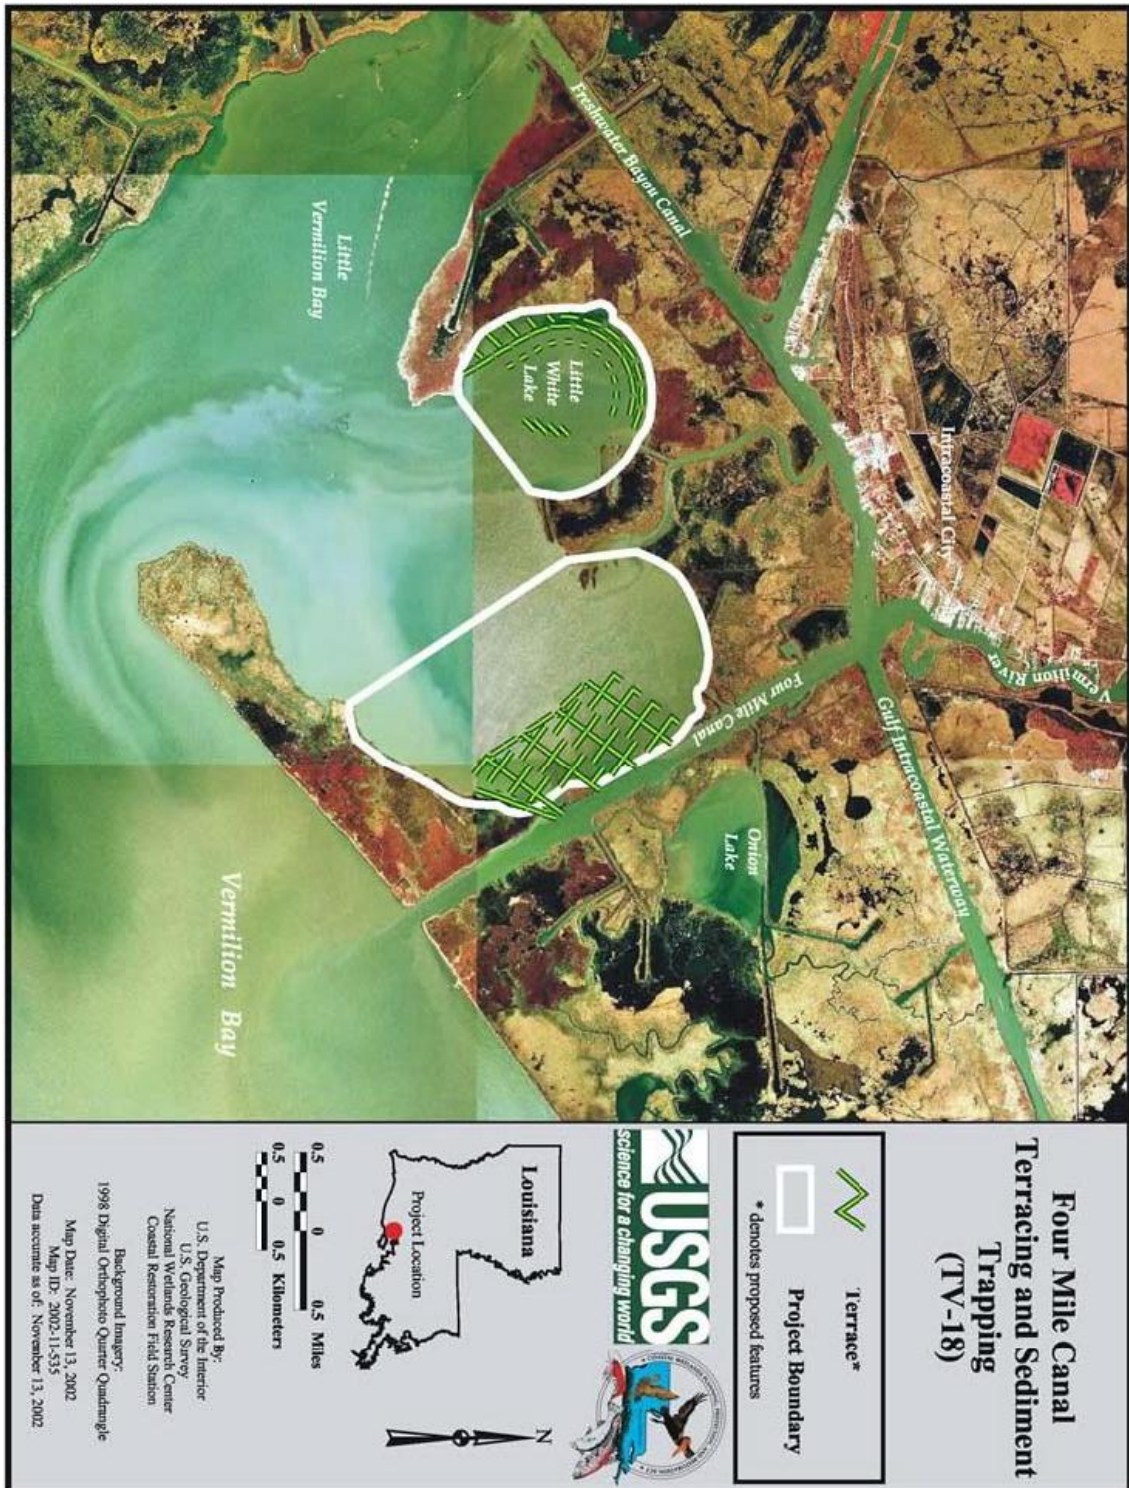 Freshwater Bayou Canal
Little
Vermilion Bay
Little
White
Lake
Intracoastal City
Vermilion River
Four Mile Canal
Gulf Intracoastal Waterway
Onion
Lake
Vermilion Bay
Four Mile Canal
Terracing and Sediment
Trapping
(TV-18)
Terrace*
Project Boundary
* denotes proposed features
USGS
science for a changing world
Louisiana
Project Location
N
0.5 0 0.5 Miles
0.5 0 0.5 Kilometers
Map Produced By:
U.S. Department of the Interior
U.S. Geological Survey
National Wetlands Research Center
Coastal Restoration Field Station
Background Imagery:
1998 Digital Orthophoto Quarter Quadrangle
Map Date: November 13, 2002
Map ID: 2002-11-535
Data accurate as of: November 13, 2002